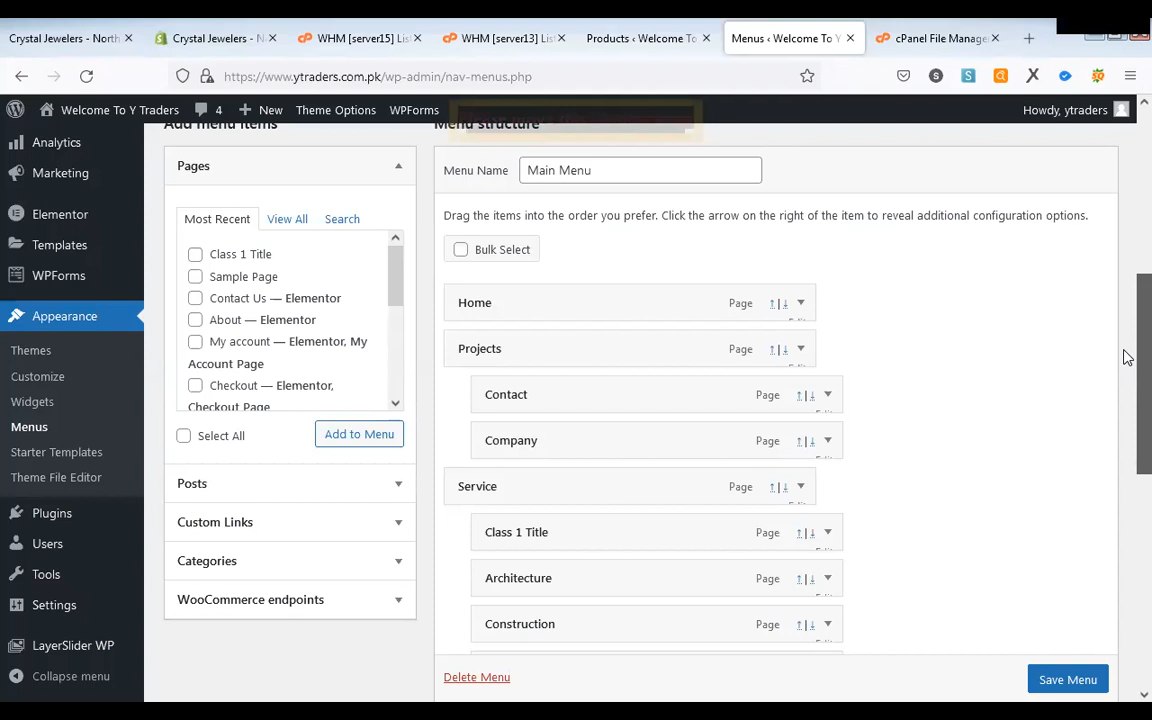 Crystal Jewelers - North
Crystal Jewelers - N
WHM [server15] List
WHM [server13] List
Products ‹ Welcome To
Menus ‹ Welcome To Y
cPanel File Manage
https://www.ytraders.com.pk/wp-admin/nav-menus.php
Welcome To Y Traders
4
New
Theme Options
WPForms
Howdy, ytraders
Analytics
Marketing
Elementor
Templates
WPForms
Appearance
Themes
Customize
Widgets
Menus
Starter Templates
Theme File Editor
Plugins
Users
Tools
Settings
LayerSlider WP
Collapse menu
Add menu items
Pages
Most Recent
View All
Search
Class 1 Title
Sample Page
Contact Us — Elementor
About — Elementor
My account — Elementor, My
Account Page
Checkout — Elementor,
Checkout Page
Select All
Add to Menu
Posts
Custom Links
Categories
WooCommerce endpoints
Menu structure
Menu Name
Main Menu
Drag the items into the order you prefer. Click the arrow on the right of the item to reveal additional configuration options.
Bulk Select
Home Page ↑|↓
Projects Page ↑|↓
Contact Page ↑|↓
Company Page ↑|↓
Service Page ↑|↓
Class 1 Title Page ↑|↓
Architecture Page ↑|↓
Construction Page ↑|↓
Delete Menu
Save Menu